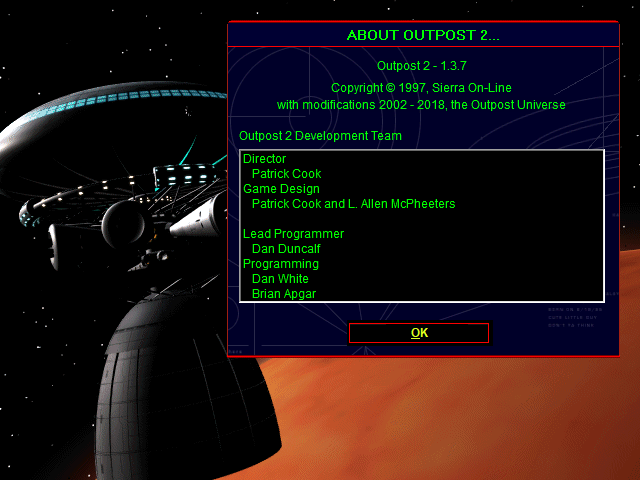 ABOUT OUTPOST 2...
Outpost 2 - 1.3.7
Copyright © 1997, Sierra On-Line
with modifications 2002 - 2018, the Outpost Universe
Outpost 2 Development Team
Director
Patrick Cook
Game Design
Patrick Cook and L. Allen McPheeters
Lead Programmer
Dan Duncalf
Programming
Dan White
Brian Apgar
OK